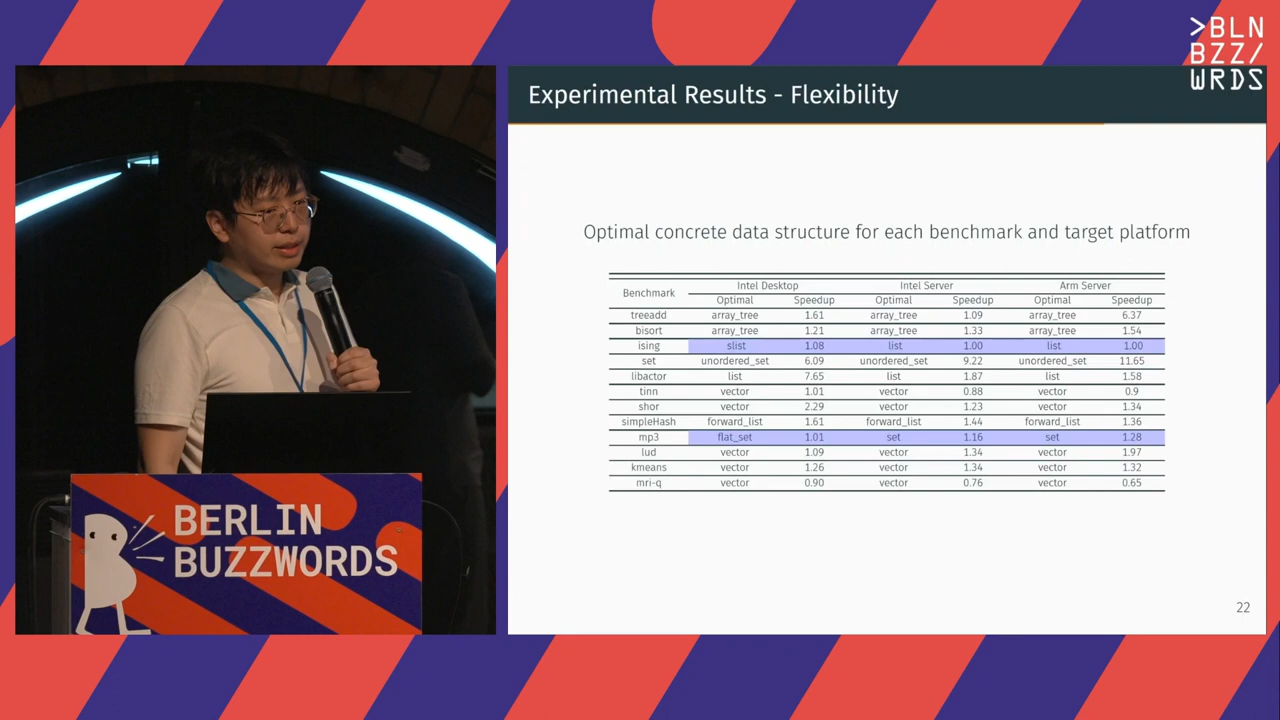 >BLN
BZZ/
WRDS
Experimental Results - Flexibility
Optimal concrete data structure for each benchmark and target platform
Benchmark Intel Desktop Intel Server Arm Server
Optimal Speedup Optimal Speedup Optimal Speedup
treeadd array_tree 1.61 array_tree 1.09 array_tree 6.37
bisort array_tree 1.21 array_tree 1.33 array_tree 1.54
ising slist 1.08 list 1.00 list 1.00
set unordered_set 6.09 unordered_set 9.22 unordered_set 11.65
libactor list 7.65 list 1.87 list 1.58
tinn vector 1.01 vector 0.88 vector 0.9
shor vector 2.29 vector 1.23 vector 1.34
simpleHash forward_list 1.61 forward_list 1.44 forward_list 1.36
mp3 flat_set 1.01 set 1.16 set 1.28
lud vector 1.09 vector 1.34 vector 1.97
kmeans vector 1.26 vector 1.34 vector 1.32
mri-q vector 0.90 vector 0.76 vector 0.65
22
BERLIN
BUZZWORDS